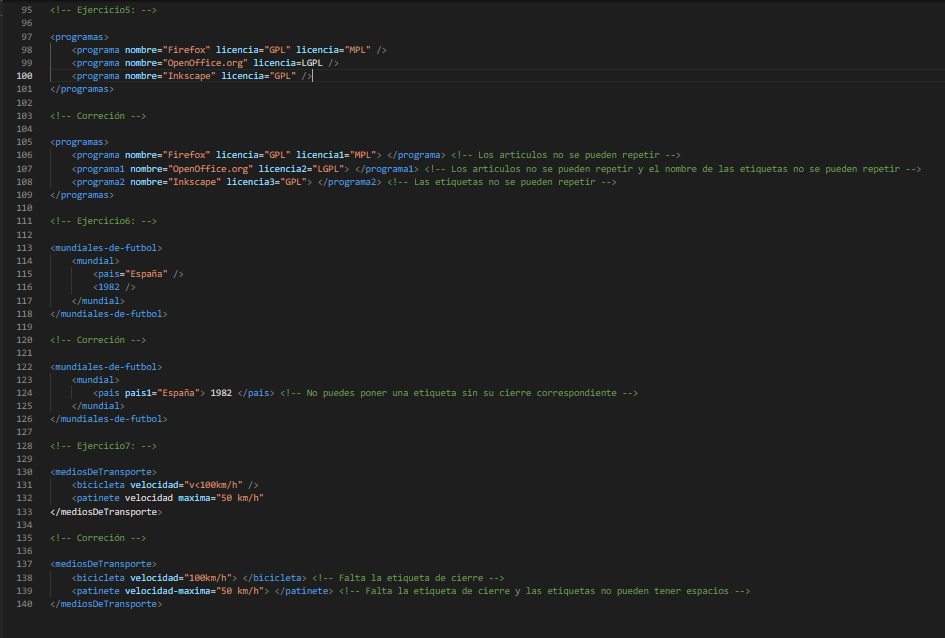 95 <!-- Ejercicio5: -->
96
97 <programas>
98 <programa nombre="Firefox" licencia="GPL" licencia="MPL" />
99 <programa nombre="OpenOffice.org" licencia=LGPL />
100 <programa nombre="Inkscape" licencia="GPL" />
101 </programas>
102
103 <!-- Correción -->
104
105 <programas>
106 <programa nombre="Firefox" licencia="GPL" licencia1="MPL"> </programa> <!-- Los articulos no se pueden repetir -->
107 <programa1 nombre="OpenOffice.org" licencia2="LGPL"> </programa1> <!-- Los articulos no se pueden repetir y el nombre de las etiquetas no se pueden repetir -->
108 <programa2 nombre="Inkscape" licencia3="GPL"> </programa2> <!-- Las etiquetas no se pueden repetir -->
109 </programas>
110
111 <!-- Ejercicio6: -->
112
113 <mundiales-de-futbol>
114 <mundial>
115 <pais="España" />
116 <1982 />
117 </mundial>
118 </mundiales-de-futbol>
119
120 <!-- Correción -->
121
122 <mundiales-de-futbol>
123 <mundial>
124 <pais pais1="España"> 1982 </pais> <!-- No puedes poner una etiqueta sin su cierre correspondiente -->
125 </mundial>
126 </mundiales-de-futbol>
127
128 <!-- Ejercicio7: -->
129
130 <mediosDeTransporte>
131 <bicicleta velocidad="v<100km/h" />
132 <patinete velocidad maxima="50 km/h"
133 </mediosDeTransporte>
134
135 <!-- Correción -->
136
137 <mediosDeTransporte>
138 <bicicleta velocidad="100km/h"> </bicicleta> <!-- Falta la etiqueta de cierre -->
139 <patinete velocidad-maxima="50 km/h"> </patinete> <!-- Falta la etiqueta de cierre y las etiquetas no pueden tener espacios -->
140 </mediosDeTransporte>